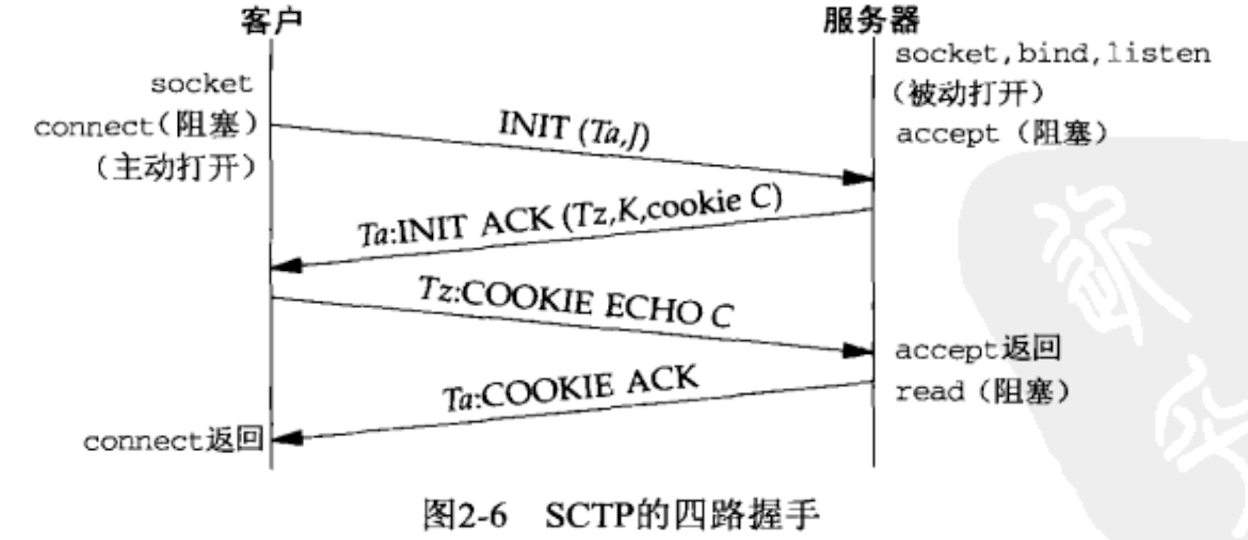 客户
服务器
socket
connect(阻塞)
(主动打开)
socket,bind,listen
(被动打开)
accept (阻塞)
INIT (Ta,J)
Ta:INIT ACK (Tz,K,cookie C)
Tz:COOKIE ECHO C
accept返回
read (阻塞)
Ta:COOKIE ACK
connect返回
图2-6 SCTP的四路握手